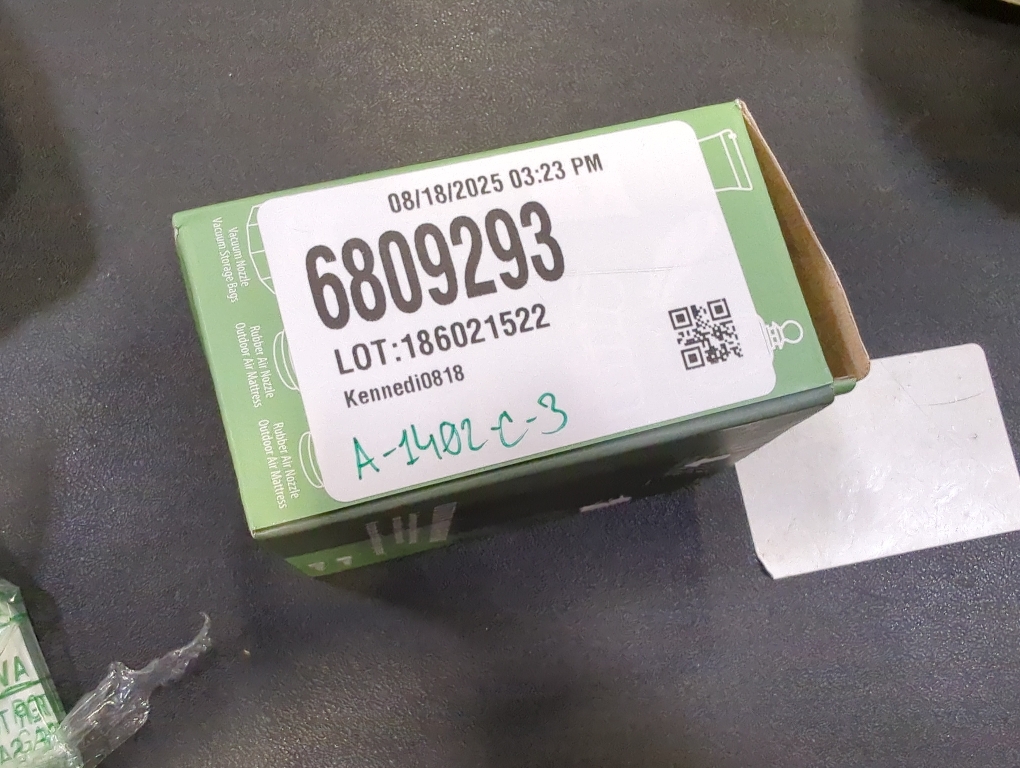 08/18/2025 03:23 PM
6809293
LOT:186021522
Kennedi0818
A-1402-C-3
Vacuum Nozzle
Vacuum Storage Bags
Rubber Air Nozzle
Outdoor Air Mattress
Rubber Air Nozzle
Outdoor Air Mattress
VA